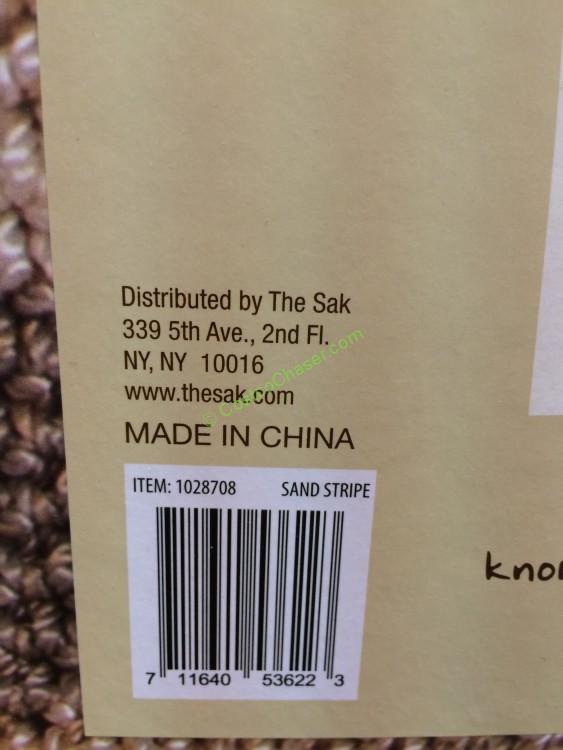 Distributed by The Sak
339 5th Ave., 2nd Fl.
NY, NY 10016
www.thesak.com
© CostcoChaser.com
MADE IN CHINA
ITEM: 1028708 SAND STRIPE
7 11640 53622 3